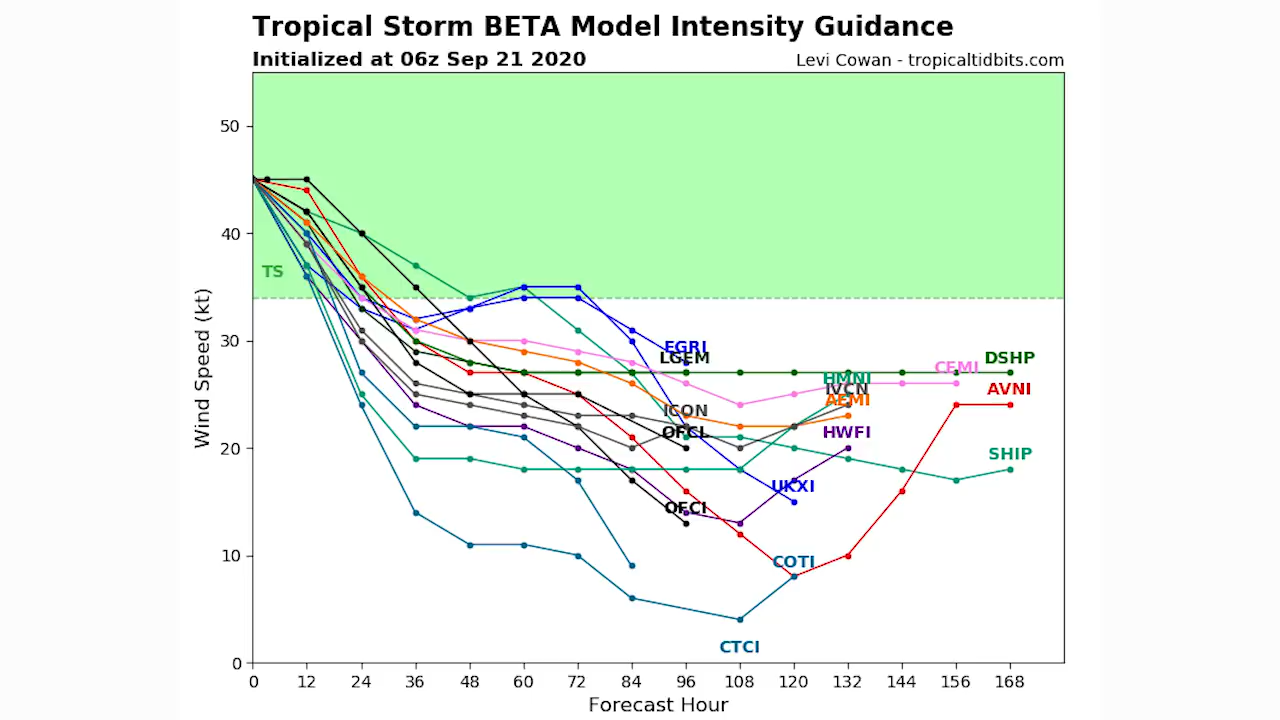 Tropical Storm BETA Model Intensity Guidance
Initialized at 06z Sep 21 2020
Levi Cowan - tropicaltidbits.com
50
40
30
20
10
0
Wind Speed (kt)
TS
EGRI
LGEM
DSHP
CEMI
HMNI
IVCN
AVNI
AEMI
ICON
OFCL
HWFI
SHIP
UKXI
OFCI
COTI
CTCI
0 12 24 36 48 60 72 84 96 108 120 132 144 156 168
Forecast Hour